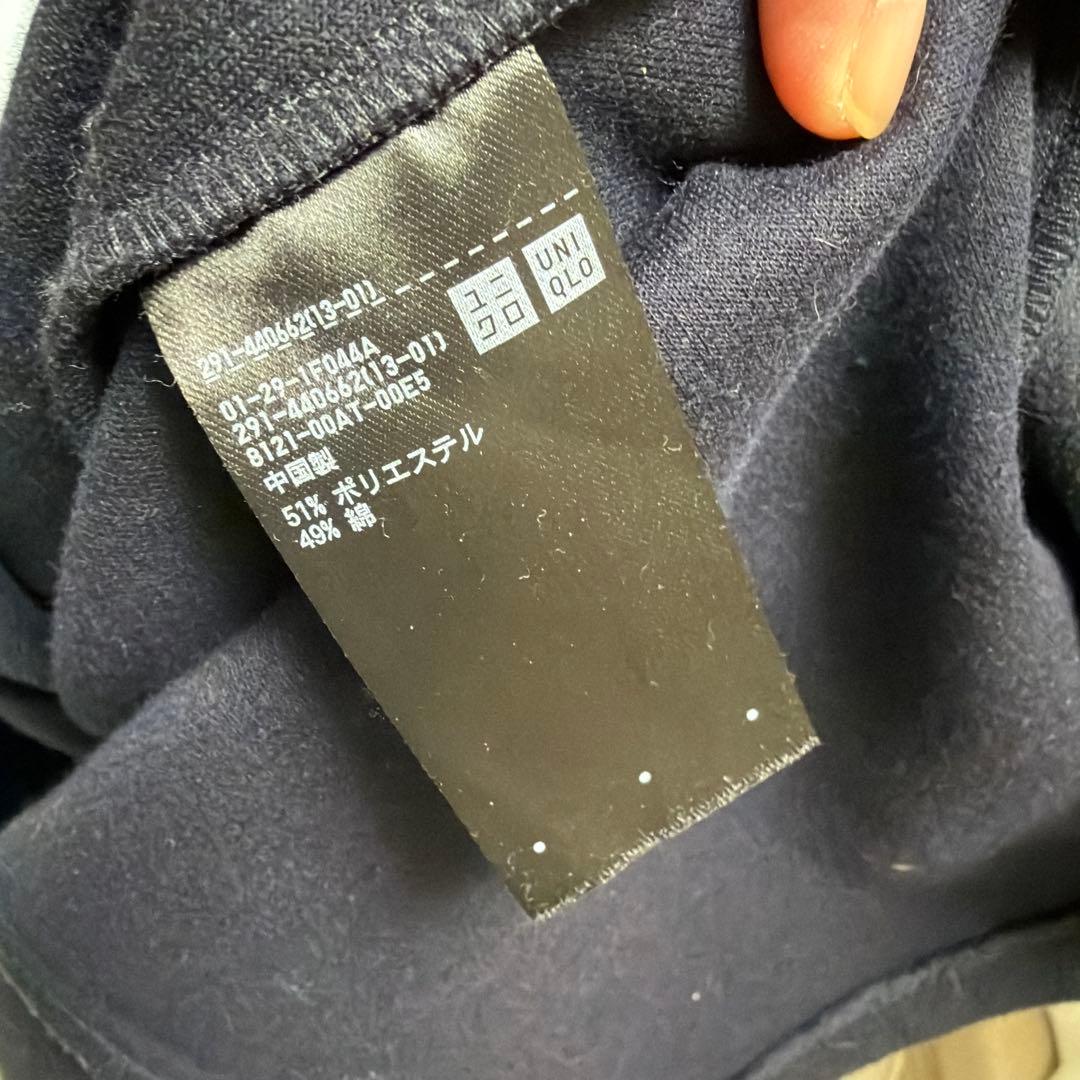 291-440662(13-01)
ユニ
クロ
UNI
QLO
01-29-1F044A
291-440662(13-01)
8121-00AT-0DE5
中国製
51% ポリエステル
49% 綿